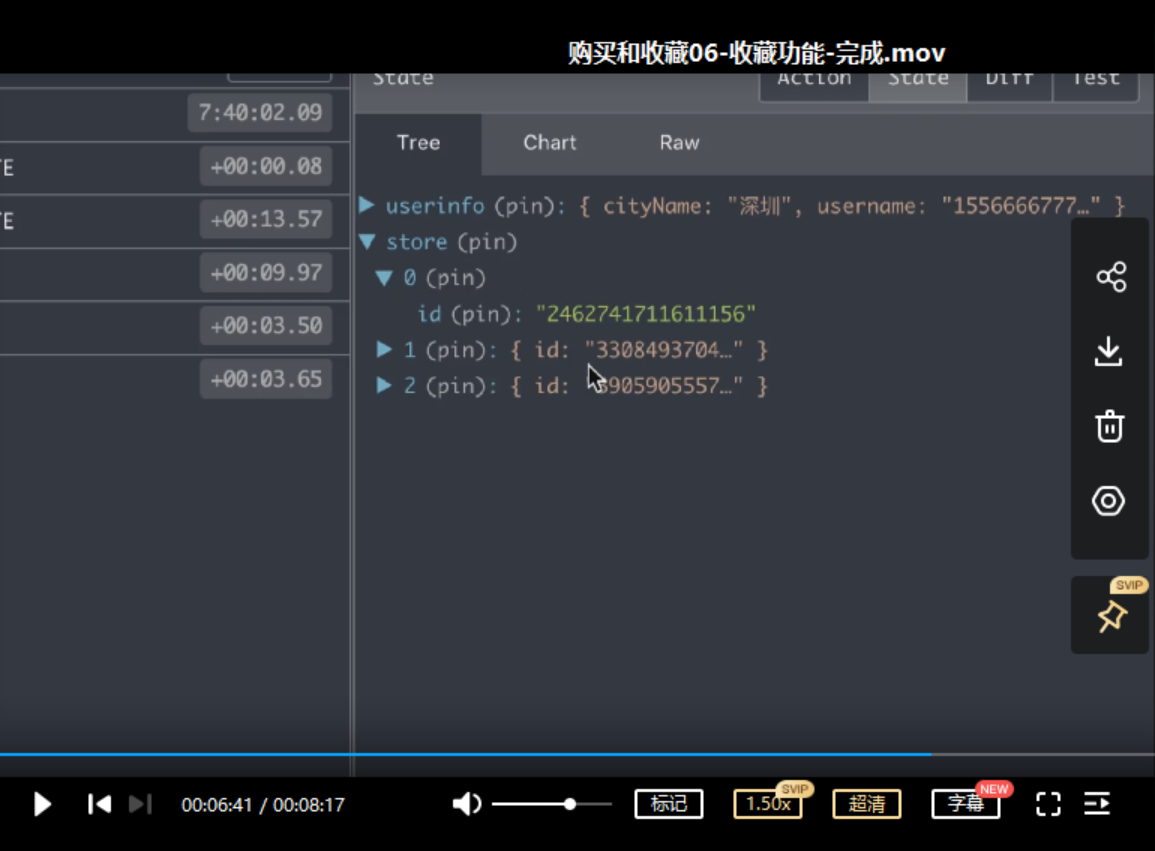 购买和收藏06-收藏功能-完成.mov
State
Action State Diff Test
7:40:02.09
Tree Chart Raw
TE +00:00.08
TE +00:13.57
userinfo (pin): { cityName: "深圳", username: "1556666777…" }
store (pin)
+00:09.97
0 (pin)
id (pin): "2462741711611156"
+00:03.50
1 (pin): { id: "3308493704…" }
+00:03.65
2 (pin): { id: 8905905557…" }
SVIP
00:06:41 / 00:08:17
标记
1.50x
SVIP
超清
字幕
NEW